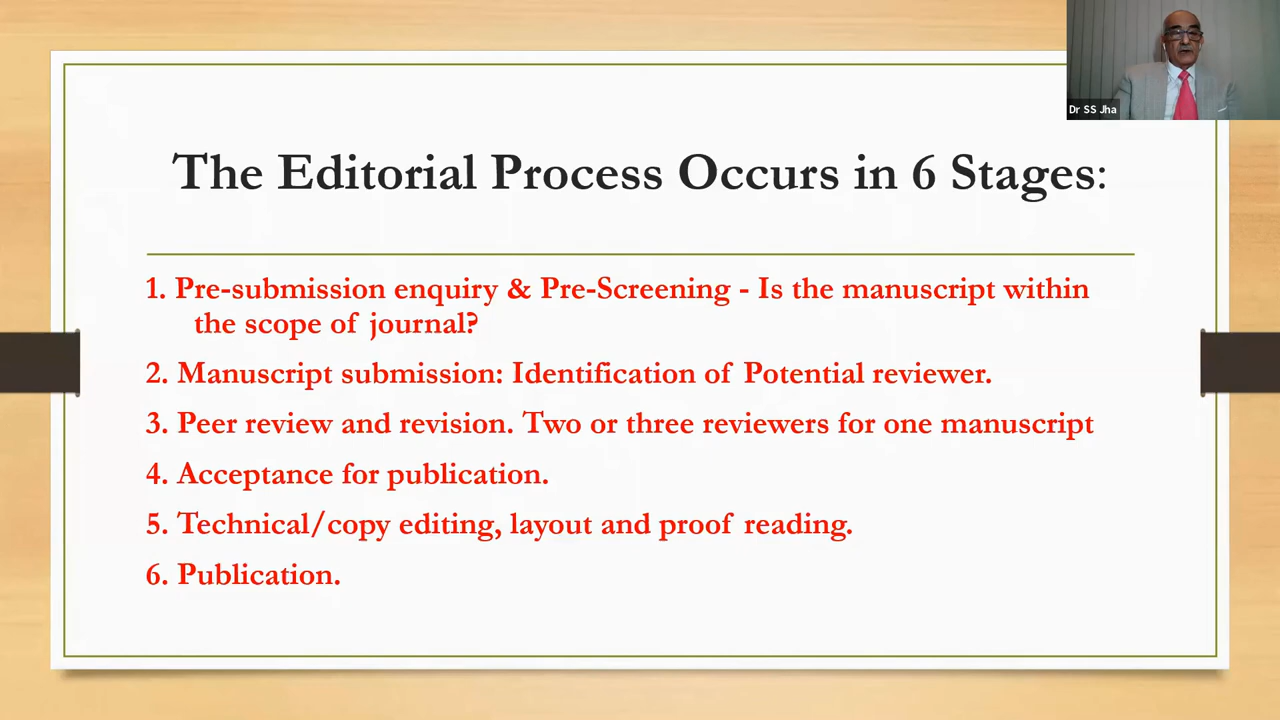 Dr SS Jha
The Editorial Process Occurs in 6 Stages:
1. Pre-submission enquiry & Pre-Screening - Is the manuscript within
the scope of journal?
2. Manuscript submission: Identification of Potential reviewer.
3. Peer review and revision. Two or three reviewers for one manuscript
4. Acceptance for publication.
5. Technical/copy editing, layout and proof reading.
6. Publication.